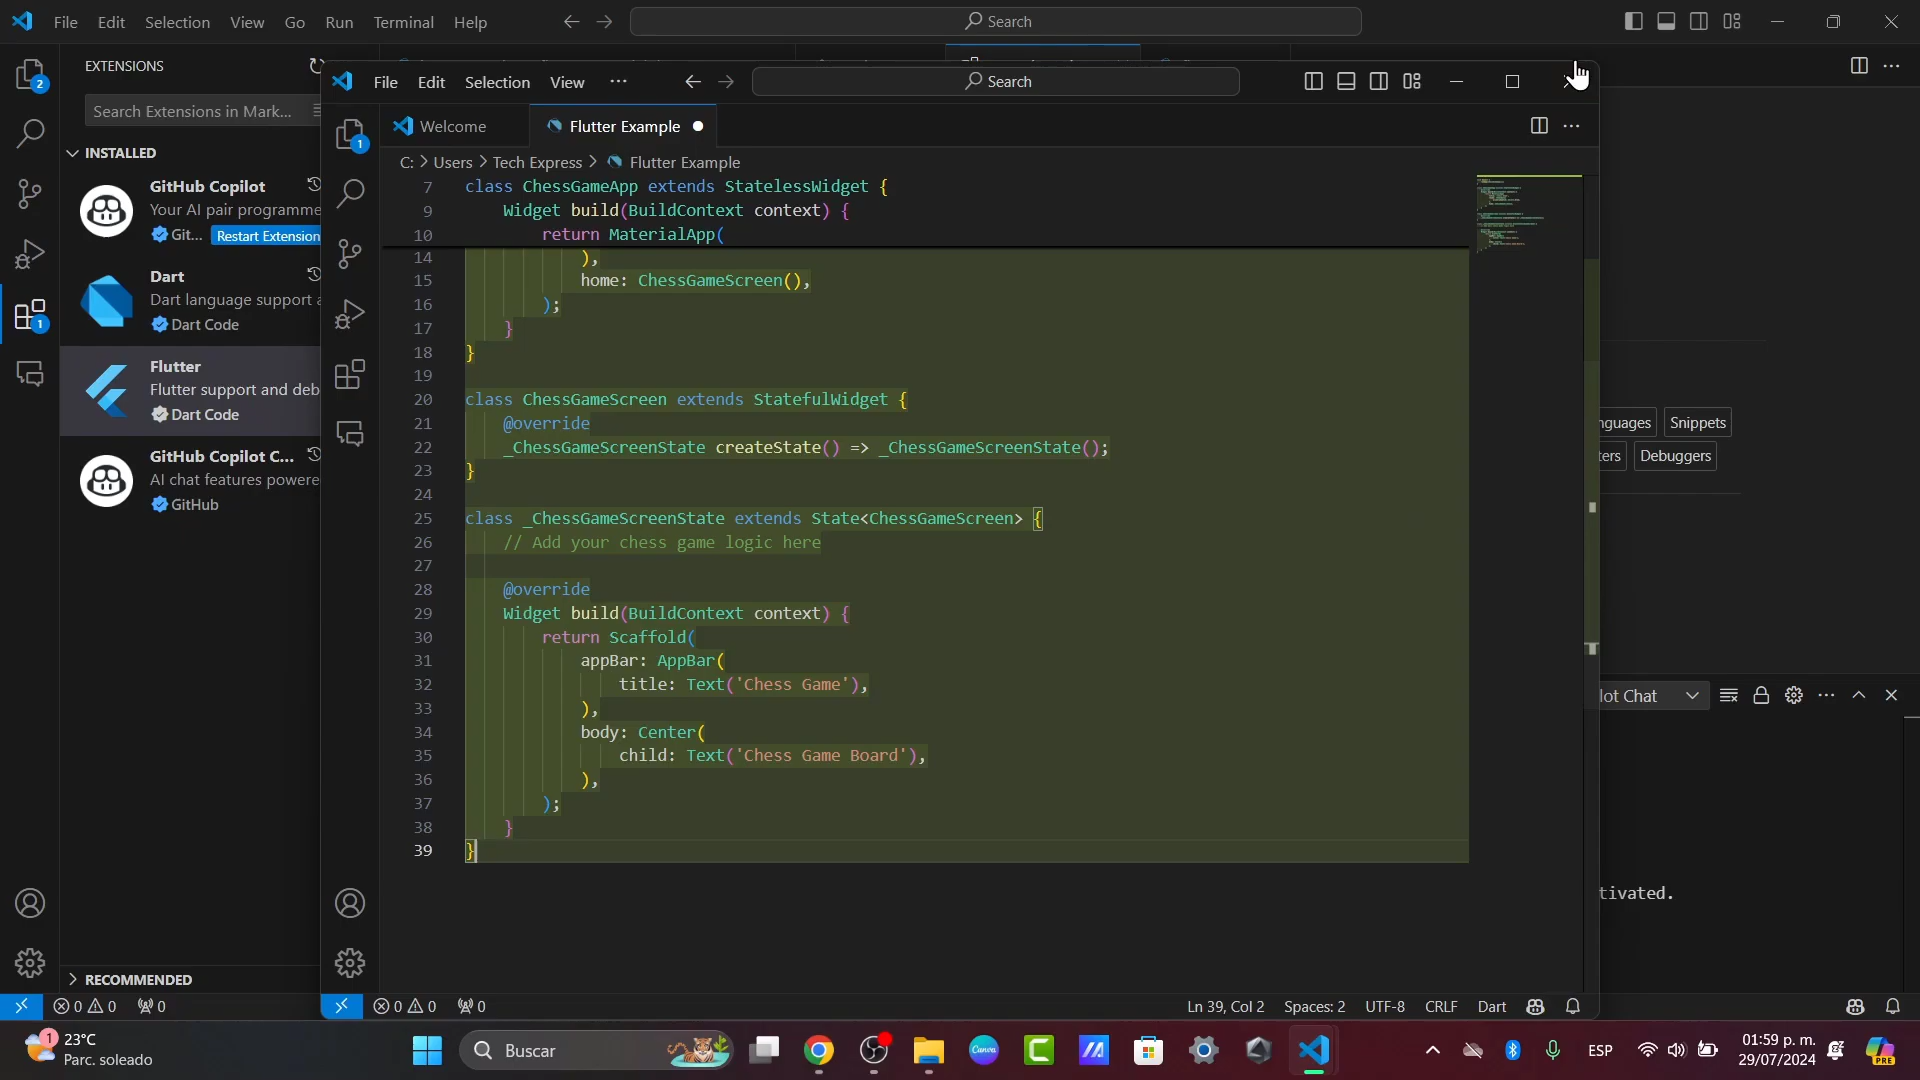 File Edit Selection View Go Run Terminal Help
Search
EXTENSIONS
Search Extensions in Mark...
INSTALLED
GitHub Copilot
Your AI pair programme
Git... Restart Extension
Dart
Dart language support a
Dart Code
Flutter
Flutter support and deb
Dart Code
GitHub Copilot C...
AI chat features powere
GitHub
RECOMMENDED
2
1
0 0 0
File Edit Selection View
Search
1
Welcome Flutter Example
C: > Users > Tech Express > Flutter Example
7 class ChessGameApp extends StatelessWidget {
9 Widget build(BuildContext context) {
10 return MaterialApp(
14 ),
15 home: ChessGameScreen(),
16 );
17 }
18 }
19
20 class ChessGameScreen extends StatefulWidget {
21 @override
22 _ChessGameScreenState createState() => _ChessGameScreenState();
23 }
24
25 class _ChessGameScreenState extends State<ChessGameScreen> {
26 // Add your chess game logic here
27
28 @override
29 Widget build(BuildContext context) {
30 return Scaffold(
31 appBar: AppBar(
32 title: Text('Chess Game'),
33 ),
34 body: Center(
35 child: Text('Chess Game Board'),
36 ),
37 );
38 }
39 }
0 0 0
Ln 39, Col 2 Spaces: 2 UTF-8 CRLF Dart
nguages Snippets
ters Debuggers
lot Chat
tivated.
1
23°C
Parc. soleado
Buscar
Canva
ESP
01:59 p. m.
29/07/2024
PRE